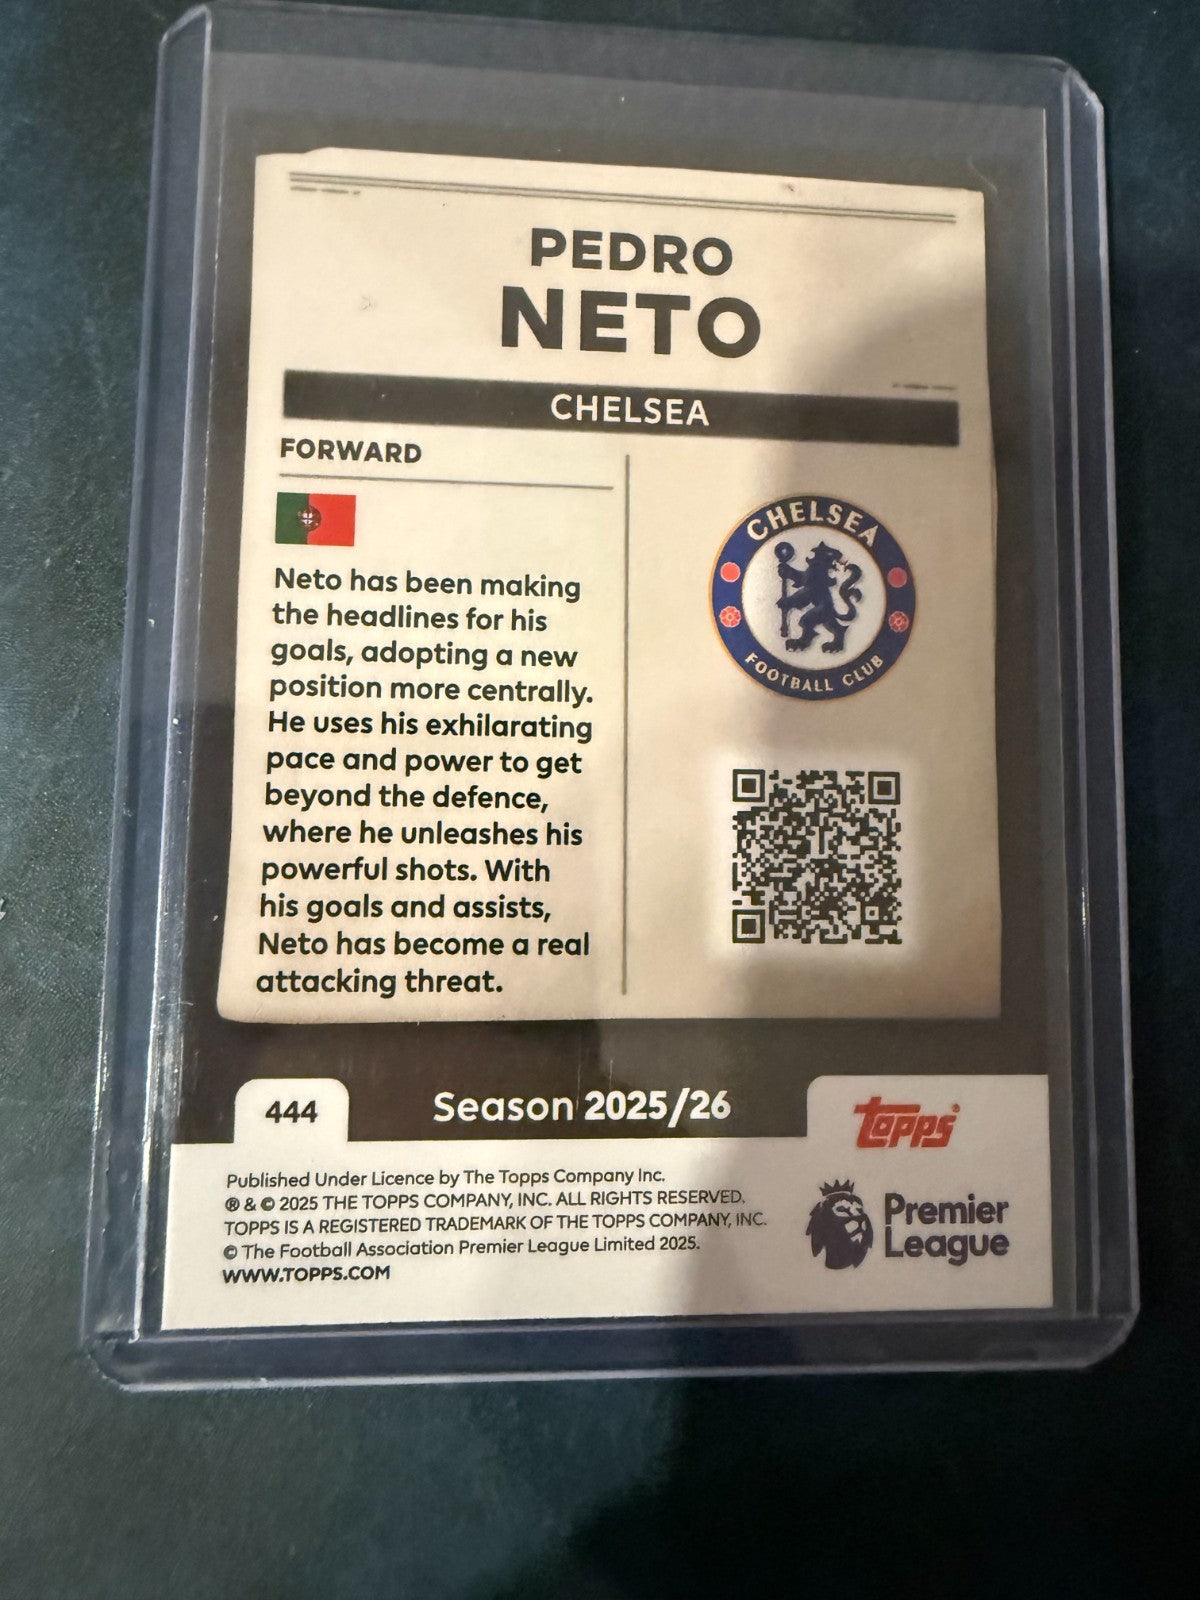 PEDRO
NETO
CHELSEA
FORWARD
Neto has been making
the headlines for his
goals, adopting a new
position more centrally.
He uses his exhilarating
pace and power to get
beyond the defence,
where he unleashes his
powerful shots. With
his goals and assists,
Neto has become a real
attacking threat.
CHELSEA
FOOTBALL CLUB
444
Season 2025/26
Topps®
Published Under Licence by The Topps Company Inc.
® & © 2025 THE TOPPS COMPANY, INC. ALL RIGHTS RESERVED.
TOPPS IS A REGISTERED TRADEMARK OF THE TOPPS COMPANY, INC.
© The Football Association Premier League Limited 2025.
WWW.TOPPS.COM
Premier
League